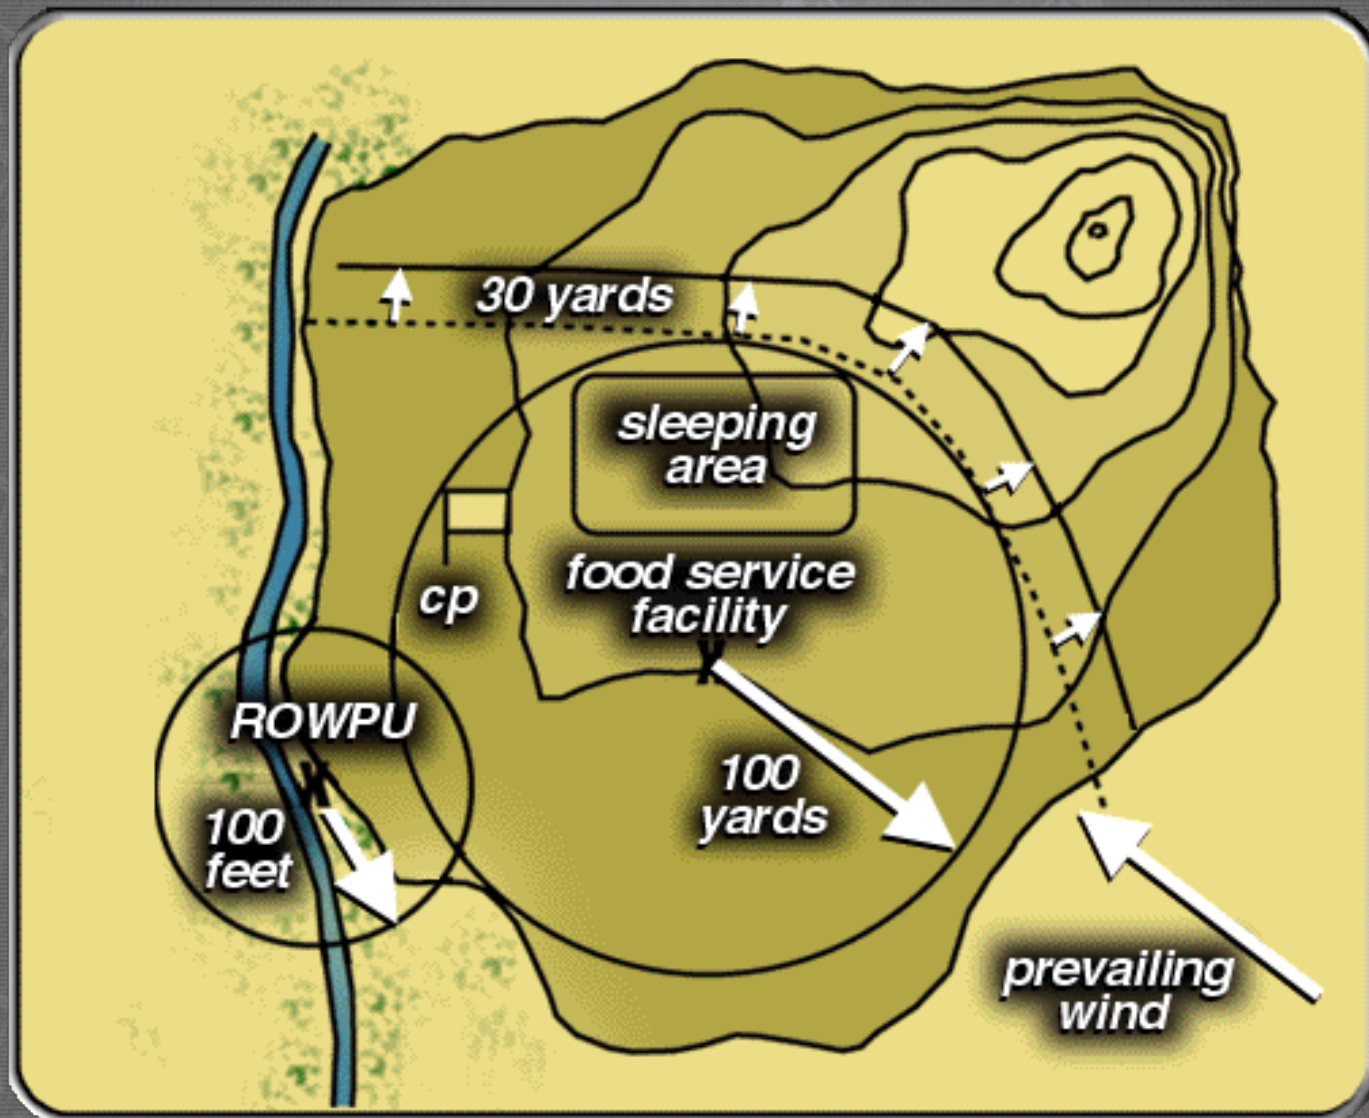 30 yards
sleeping
area
food service
facility
cp
ROWPU
X
X
100
feet
100
yards
prevailing
wind